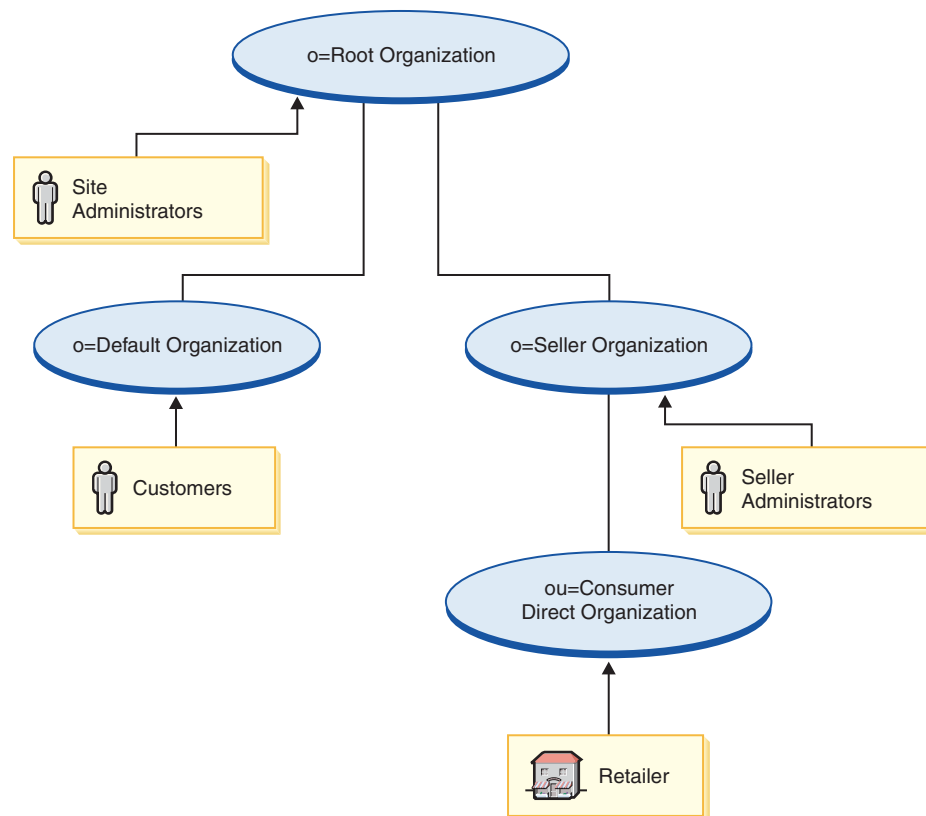 o=Root Organization
Site
Administrators
o=Default Organization
o=Seller Organization
Customers
Seller
Administrators
ou=Consumer
Direct Organization
Retailer